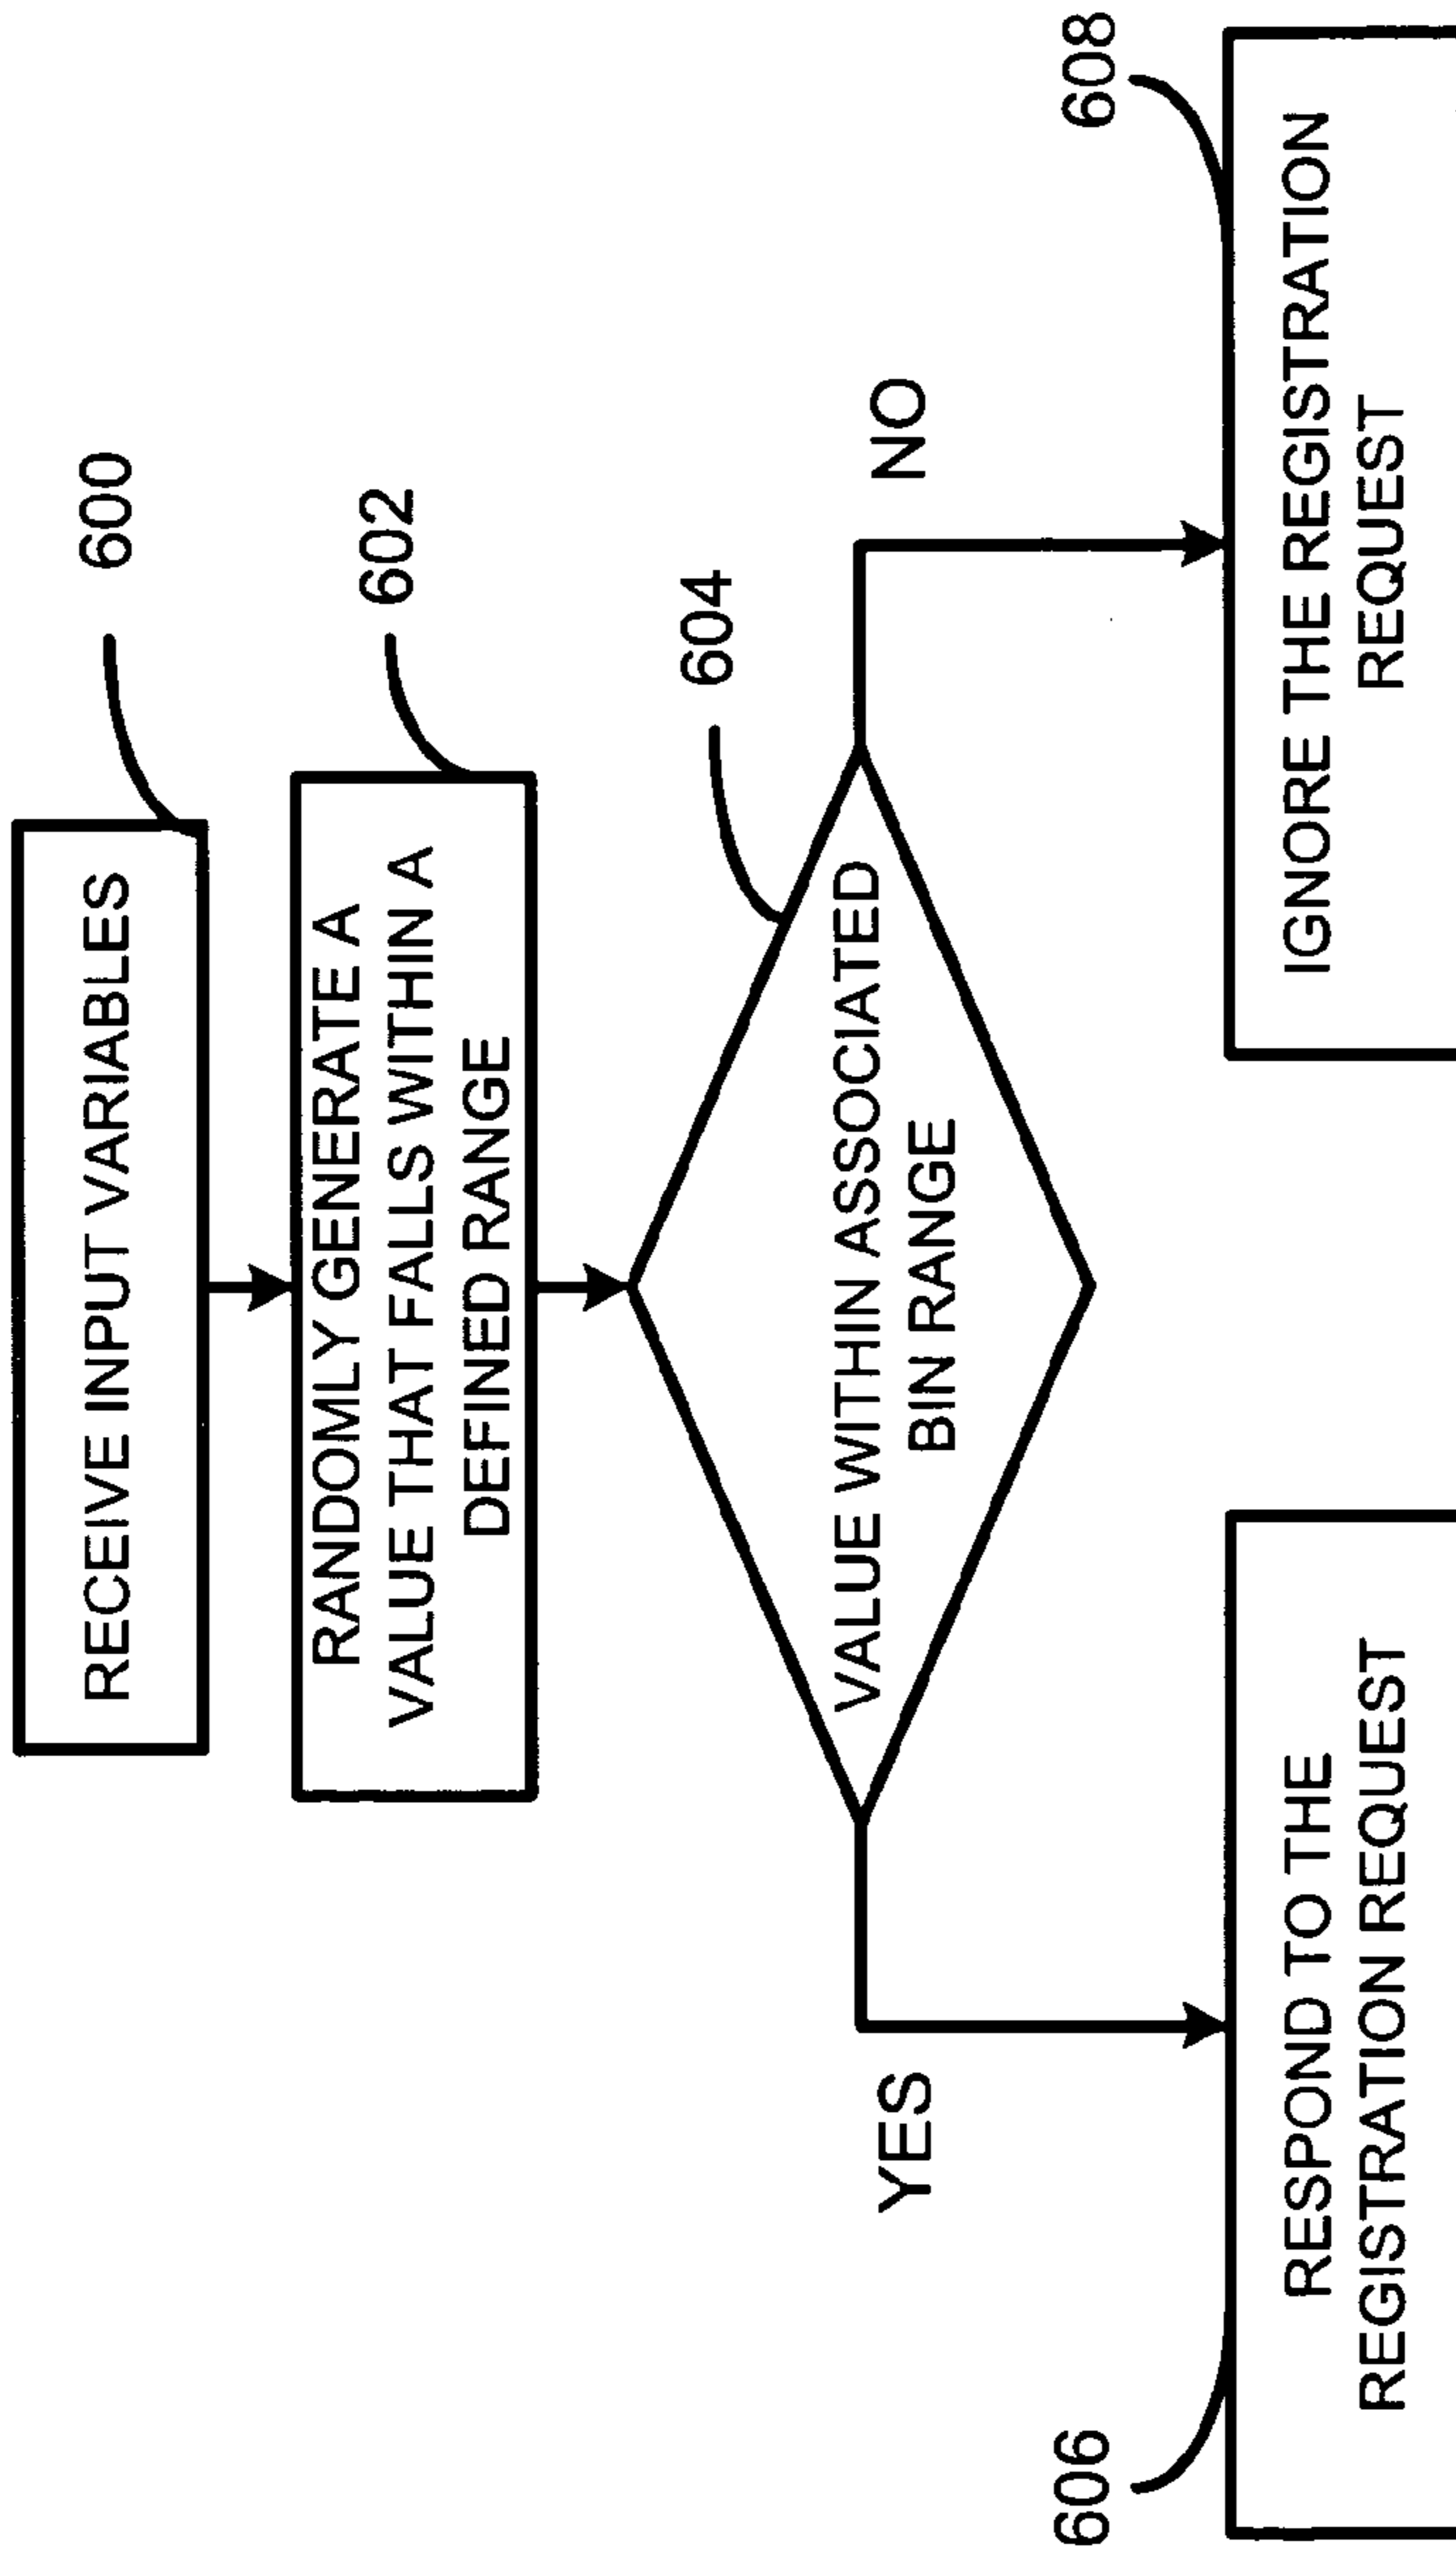 600
RECEIVE INPUT VARIABLES
602
RANDOMLY GENERATE A
VALUE THAT FALLS WITHIN A
DEFINED RANGE
604
VALUE WITHIN ASSOCIATED
BIN RANGE
YES
NO
606
RESPOND TO THE
REGISTRATION REQUEST
608
IGNORE THE REGISTRATION
REQUEST